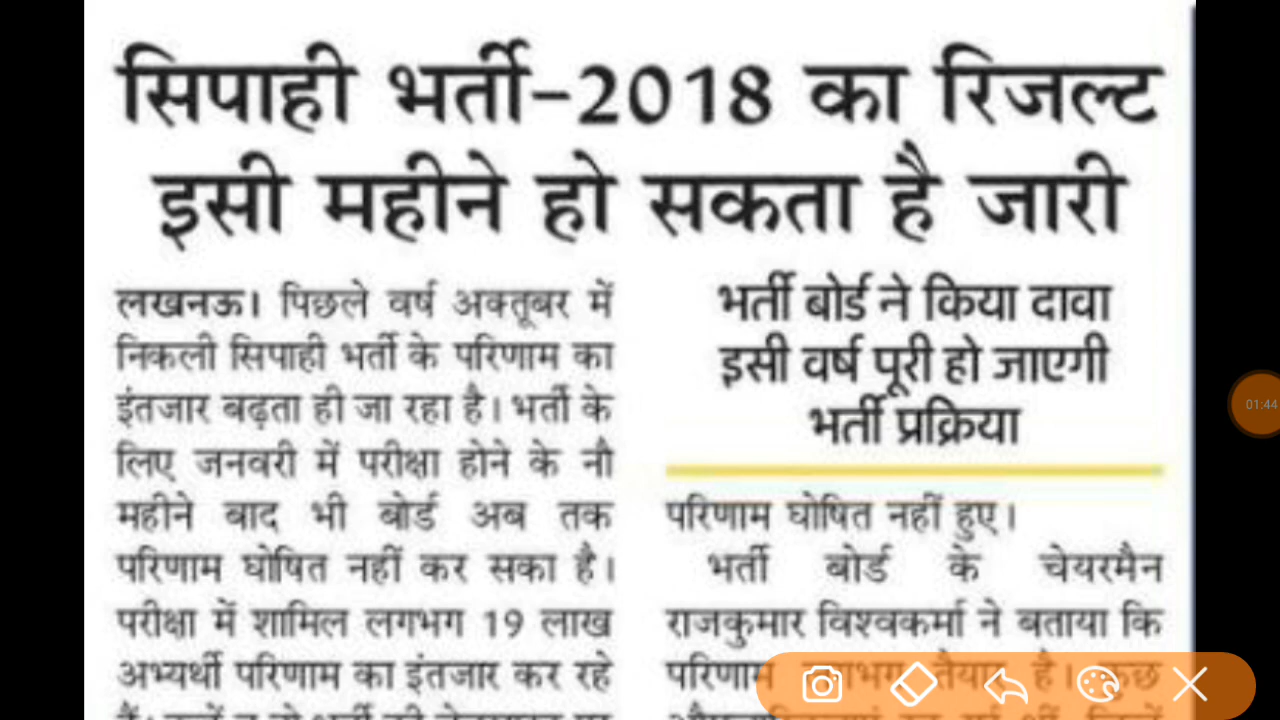 सिपाही भर्ती-2018 का रिजल्ट
इसी महीने हो सकता है जारी
लखनऊ। पिछले वर्ष अक्तूबर में
निकली सिपाही भर्ती के परिणाम का
इंतजार बढ़ता ही जा रहा है। भर्ती के
लिए जनवरी में परीक्षा होने के नौ
महीने बाद भी बोर्ड अब तक
परिणाम घोषित नहीं कर सका है।
परीक्षा में शामिल लगभग 19 लाख
अभ्यर्थी परिणाम का इंतजार कर रहे
भर्ती बोर्ड ने किया दावा
इसी वर्ष पूरी हो जाएगी
भर्ती प्रक्रिया
परिणाम घोषित नहीं हुए।
भर्ती बोर्ड के चेयरमैन
राजकुमार विश्वकर्मा ने बताया कि
परिणाम लगभग तैयार है। कुछ
01:44